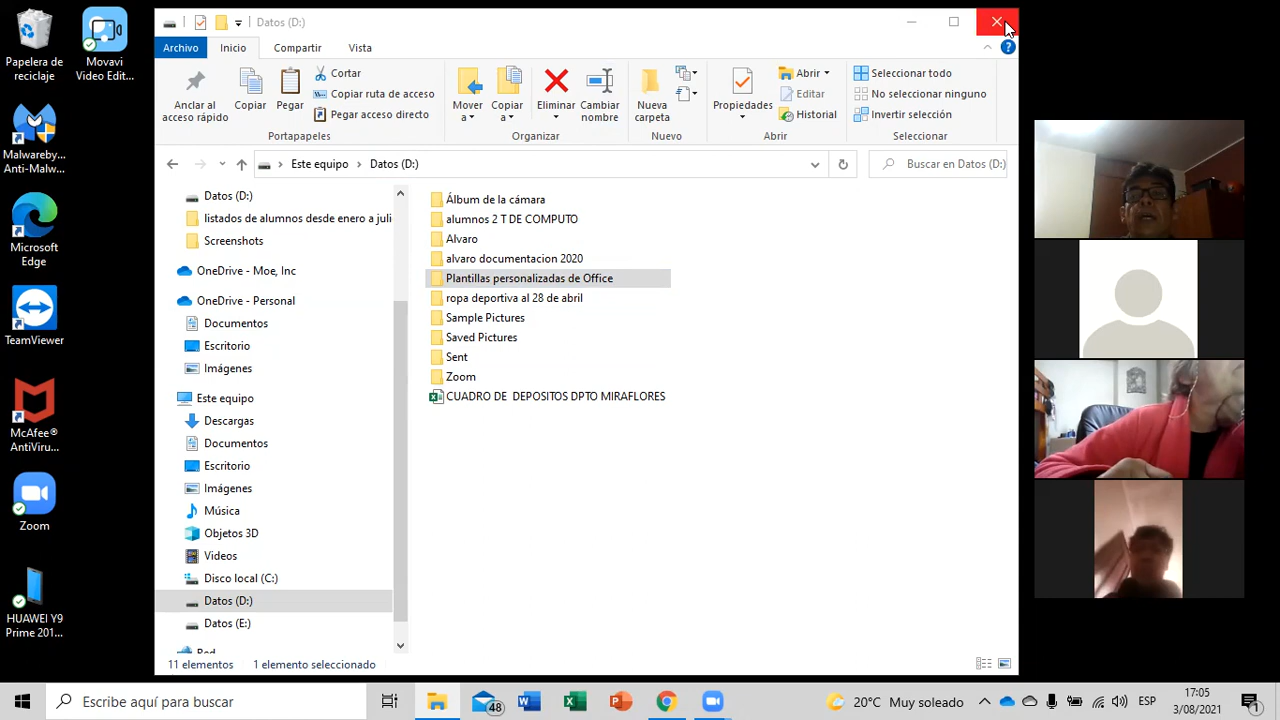 Papelera de
reciclaje
Movavi
Video Edit...
Malwareby...
Anti-Malw...
Microsoft
Edge
TeamViewer
McAfee®
AntiViru...
Zoom
HUAWEI Y9
Prime 201...
Datos (D:)
Archivo
Inicio
Compartir
Vista
Anclar al
acceso rápido
Copiar
Pegar
Cortar
Copiar ruta de acceso
Pegar acceso directo
Portapapeles
Mover
a
Copiar
a
Eliminar
Cambiar
nombre
Organizar
Nueva
carpeta
Nuevo
Propiedades
Abrir
Editar
Historial
Abrir
Seleccionar todo
No seleccionar ninguno
Invertir selección
Seleccionar
Este equipo > Datos (D:)
Buscar en Datos (D:)
Datos (D:)
listados de alumnos desde enero a juli
Screenshots
OneDrive - Moe, Inc
OneDrive - Personal
Documentos
Escritorio
Imágenes
Este equipo
Descargas
Documentos
Escritorio
Imágenes
Música
Objetos 3D
Videos
Disco local (C:)
Datos (D:)
Datos (E:)
Red
Álbum de la cámara
alumnos 2 T DE COMPUTO
Alvaro
alvaro documentacion 2020
Plantillas personalizadas de Office
ropa deportiva al 28 de abril
Sample Pictures
Saved Pictures
Sent
Zoom
CUADRO DE  DEPOSITOS DPTO MIRAFLORES
11 elementos
1 elemento seleccionado
Escribe aquí para buscar
48
20°C Muy soleado
ESP
17:05
3/08/2021
1